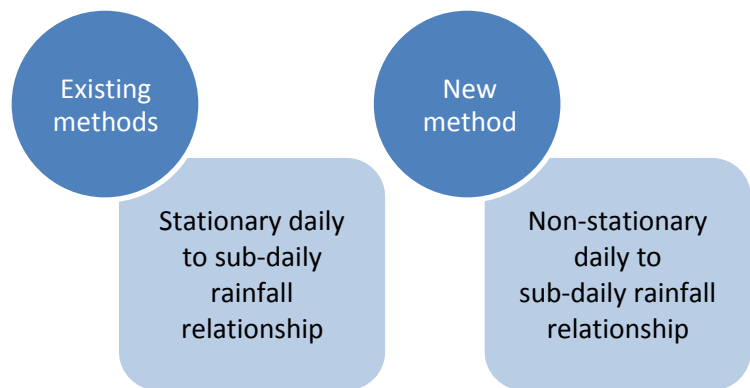 Existing
methods
Stationary daily
to sub-daily
rainfall
relationship
New
method
Non-stationary
daily to
sub-daily rainfall
relationship